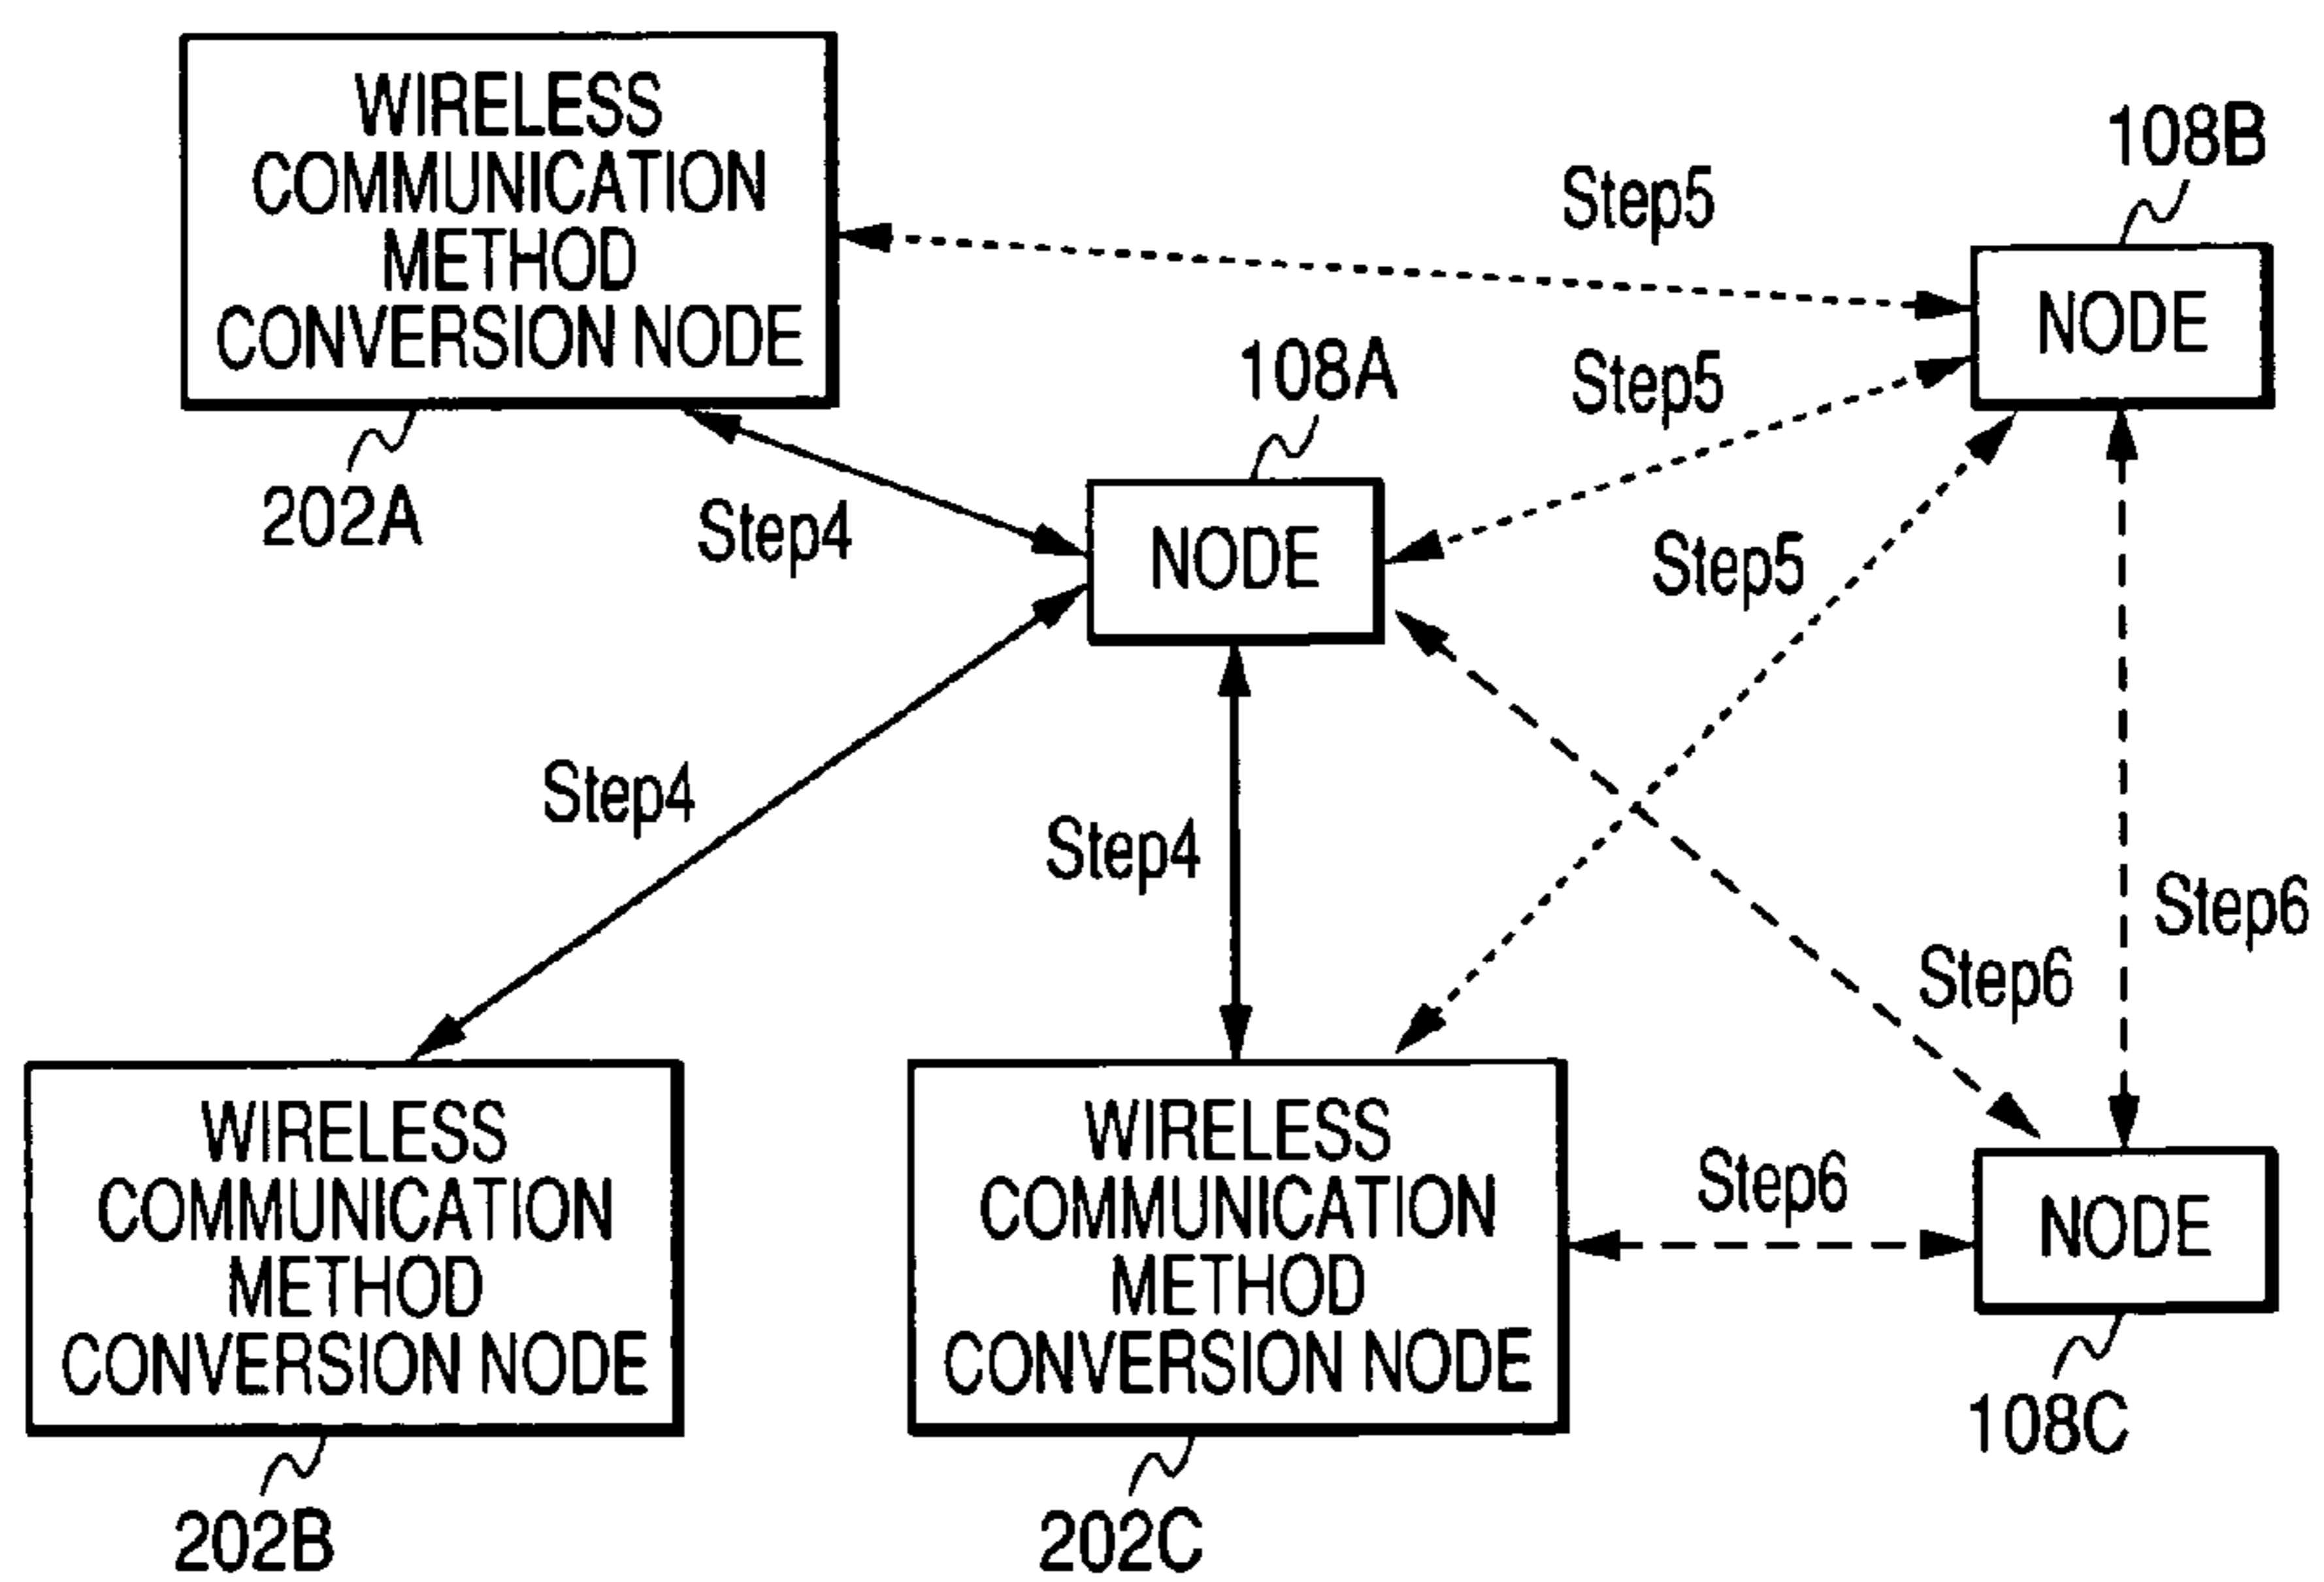 WIRELESS
COMMUNICATION
METHOD
CONVERSION NODE
202A
Step5
108B
NODE
Step5
108A
NODE
Step4
Step5
Step4
Step4
Step6
Step6
WIRELESS
COMMUNICATION
METHOD
CONVERSION NODE
202B
WIRELESS
COMMUNICATION
METHOD
CONVERSION NODE
202C
Step6
NODE
108C